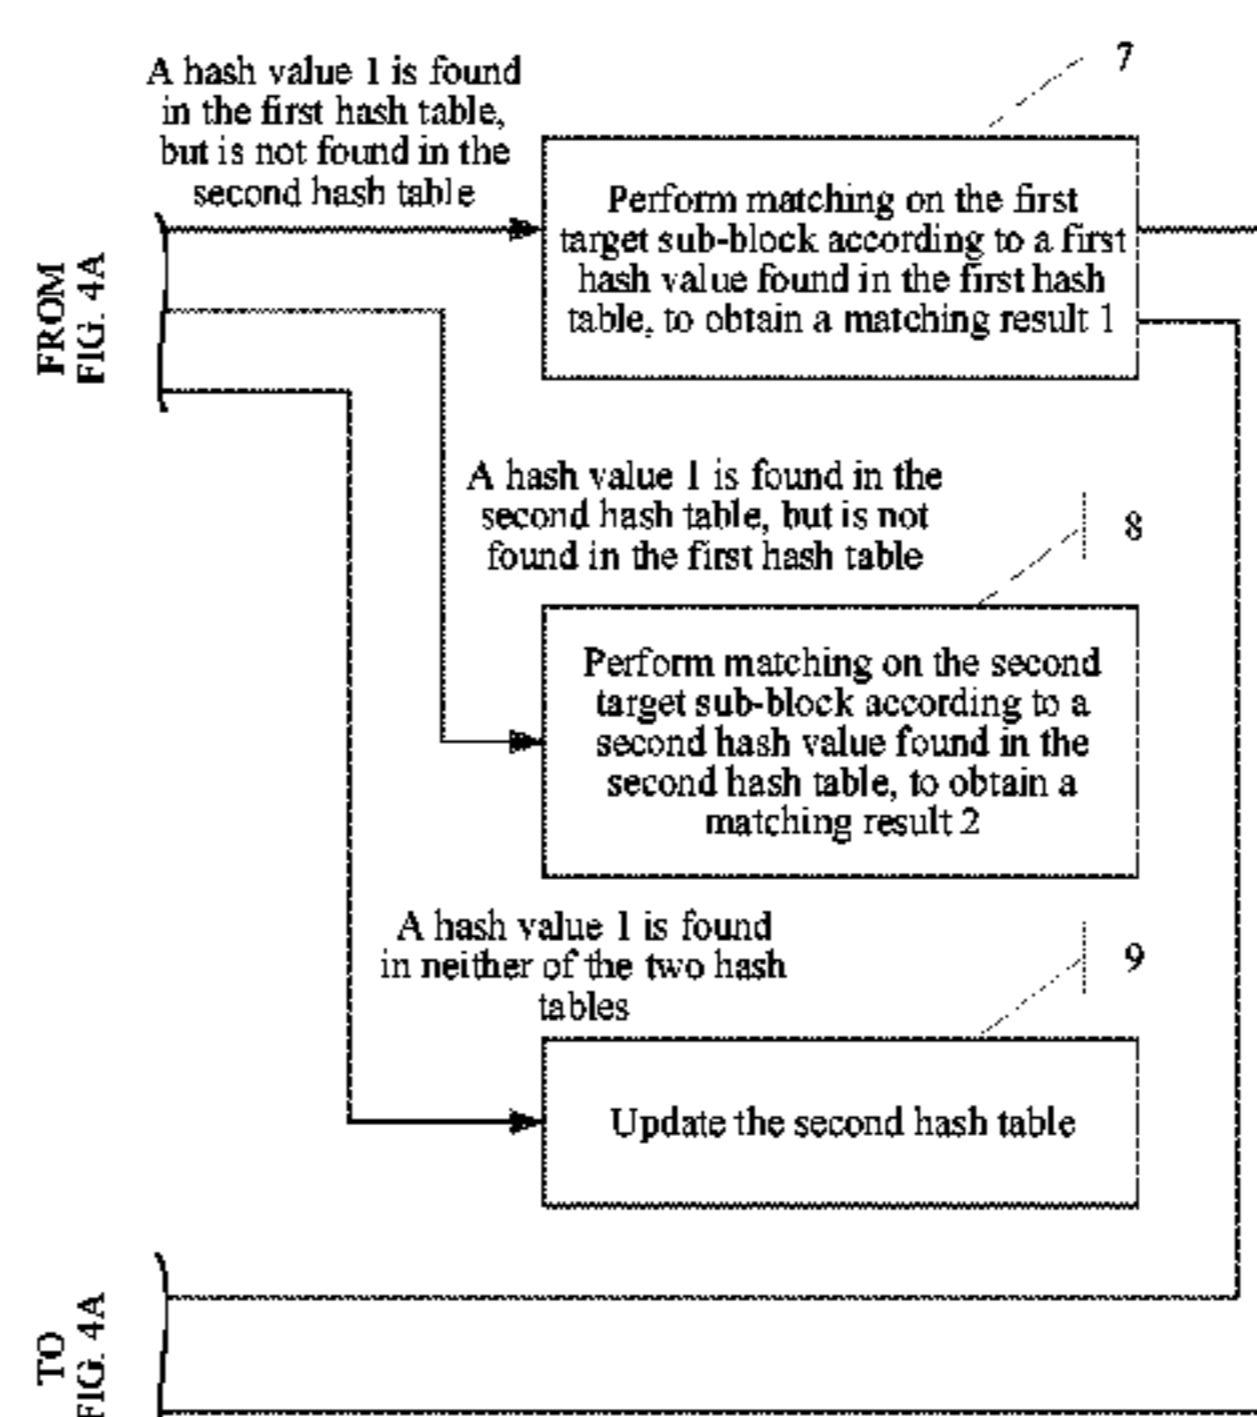 7
A hash value 1 is found
in the first hash table,
but is not found in the
second hash table
Perform matching on the first
target sub-block according to a first
hash value found in the first hash
table, to obtain a matching result 1
FROM
FIG. 4A
A hash value 1 is found in the
second hash table, but is not
found in the first hash table
8
Perform matching on the second
target sub-block according to a
second hash value found in the
second hash table, to obtain a
matching result 2
A hash value 1 is found
in neither of the two hash
tables
9
Update the second hash table
TO
FIG. 4A